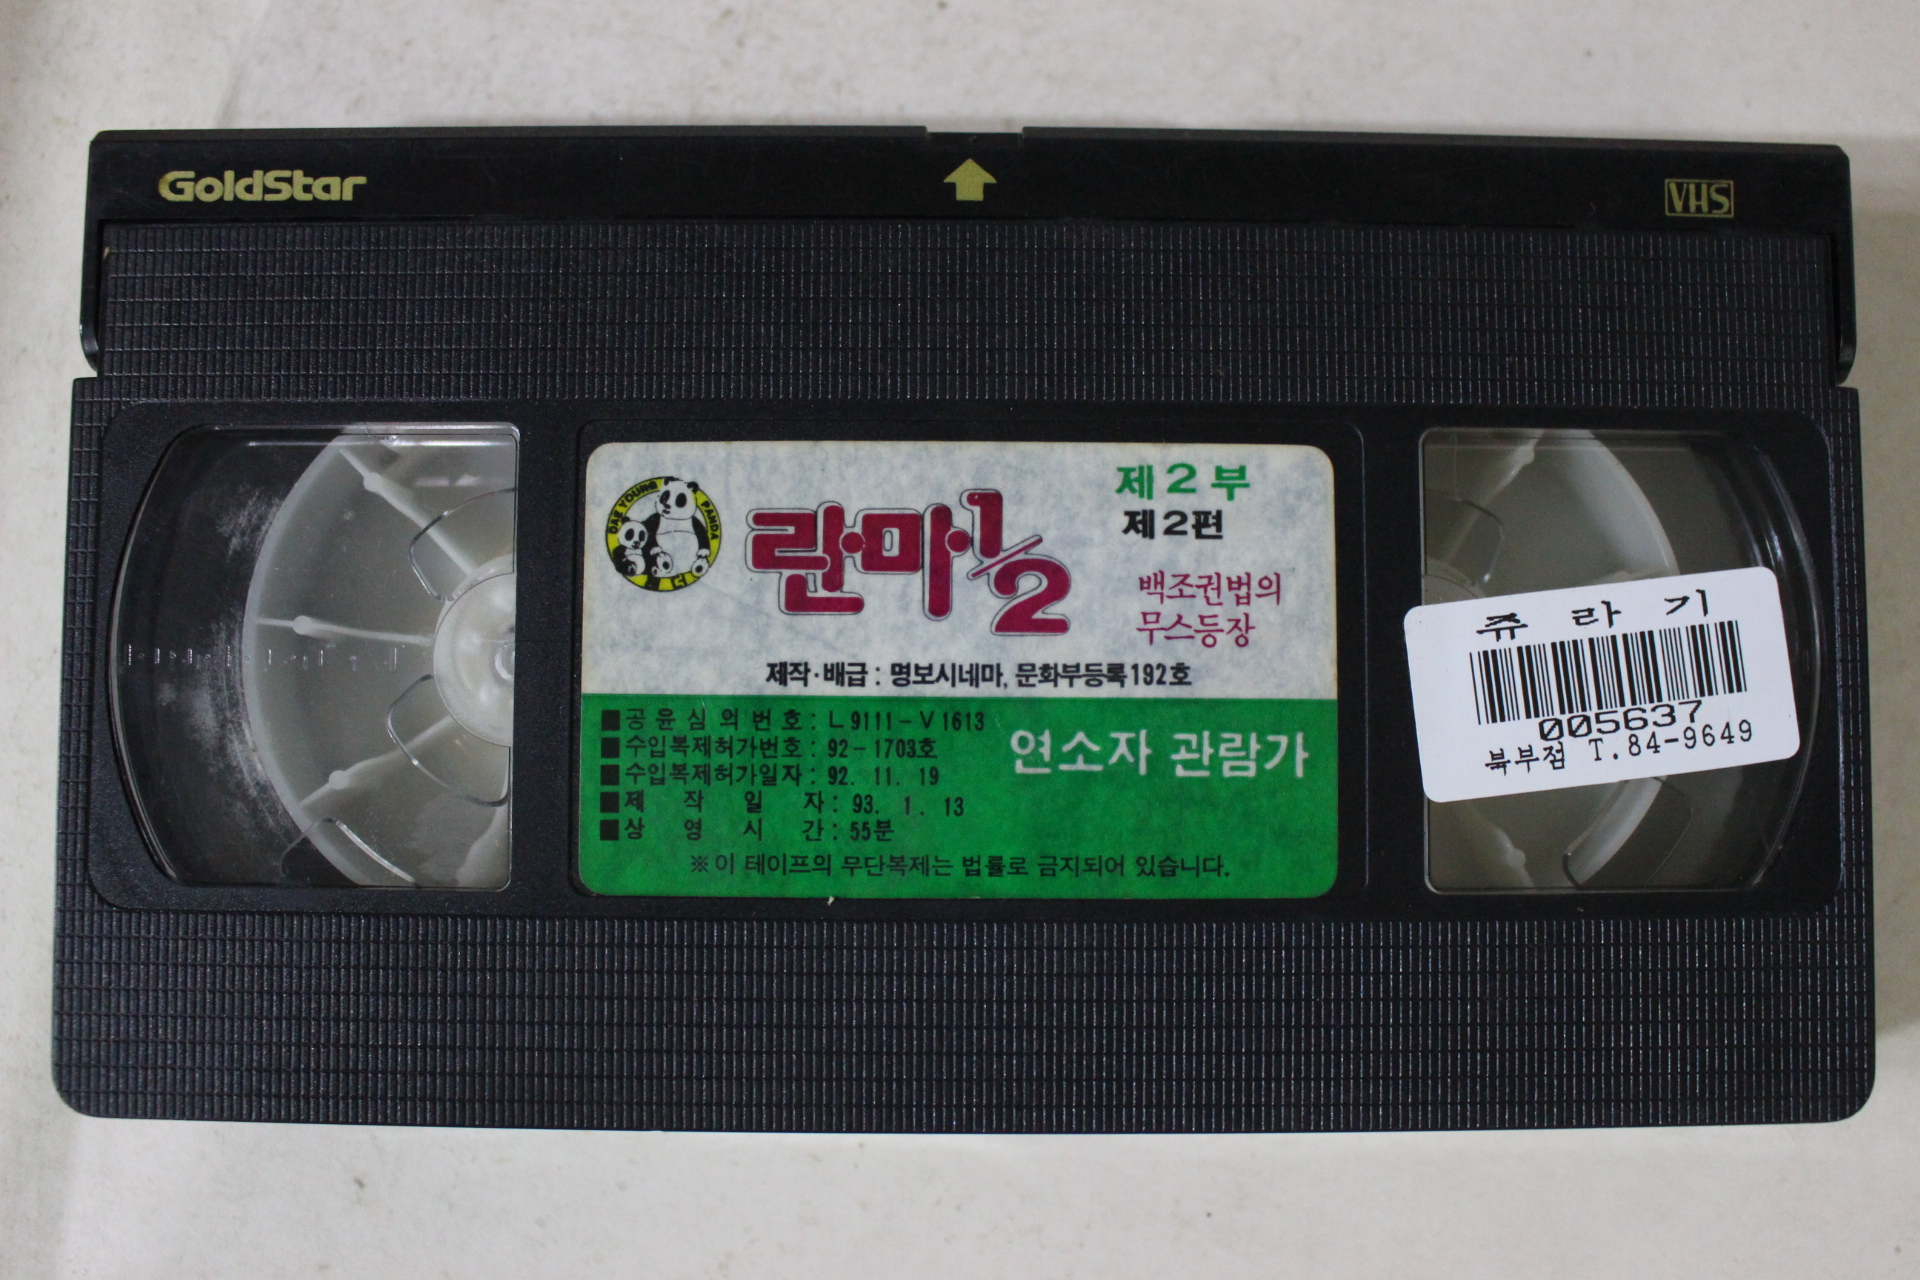 GoldStar
VHS
DAE YOUNG PANDA
란마1/2
제2부
제2편
백조권법의
무스등장
제작·배급 : 명보시네마, 문화부등록192호
■공윤심의번호 : L 9111-V1613
■수입복제허가번호 : 92-1703호
■수입복제허가일자 : 92. 11. 19
■제작일자 : 93. 1. 13
■상영시간 : 55분
연소자 관람가
※이 테이프의 무단복제는 법률로 금지되어 있습니다.
쥬라기
005637
북부점 T.84-9649